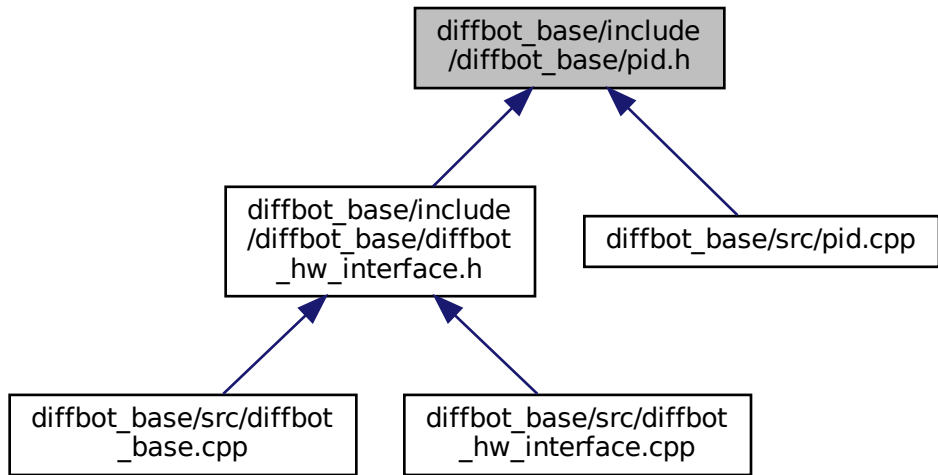 diffbot_base/include
/diffbot_base/pid.h
diffbot_base/include
/diffbot_base/diffbot
_hw_interface.h
diffbot_base/src/pid.cpp
diffbot_base/src/diffbot
_base.cpp
diffbot_base/src/diffbot
_hw_interface.cpp